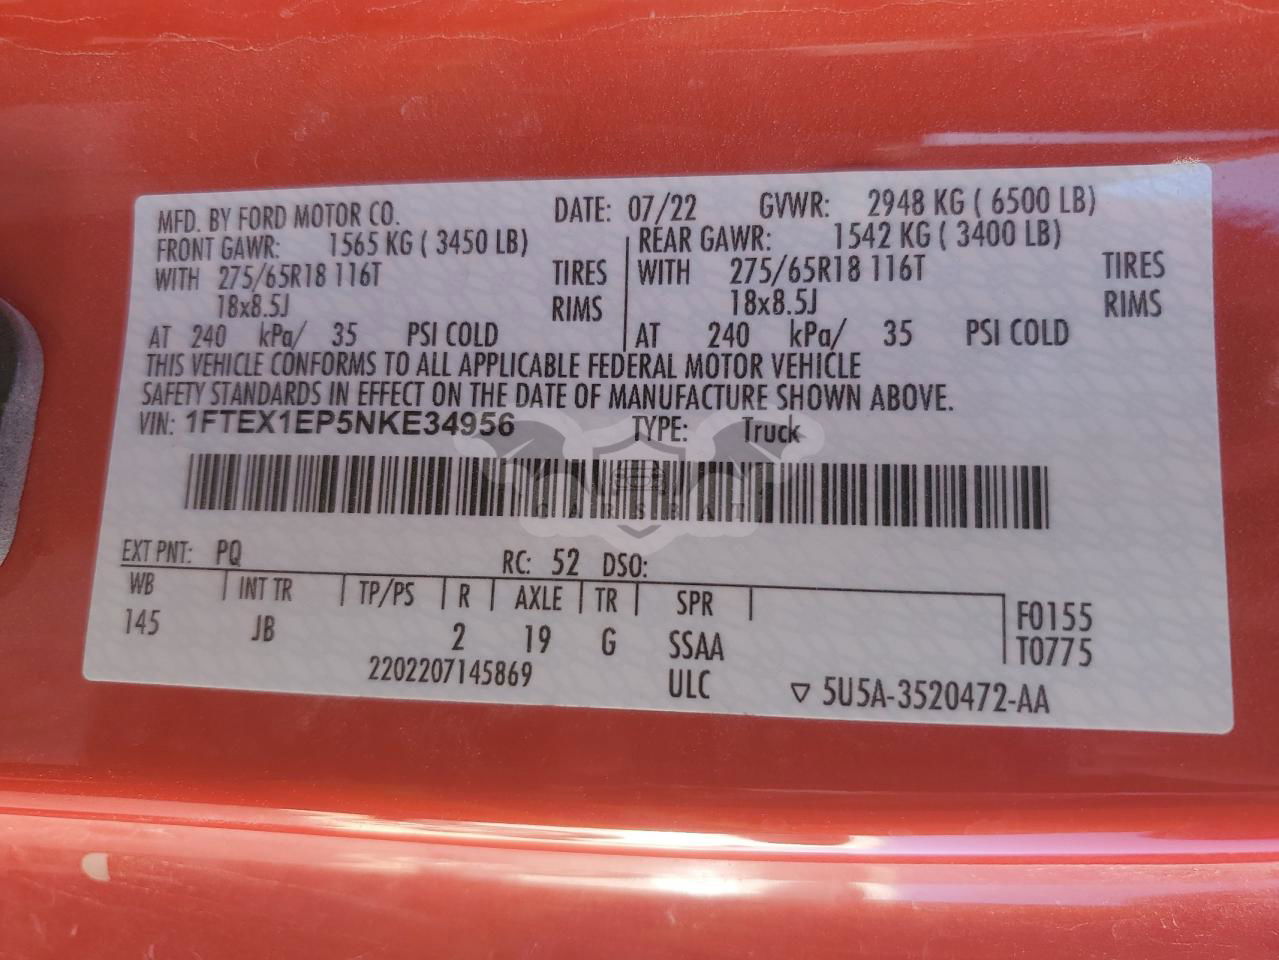 MFD. BY FORD MOTOR CO. DATE: 07/22 GVWR: 2948 KG ( 6500 LB)
FRONT GAWR: 1565 KG ( 3450 LB) REAR GAWR: 1542 KG ( 3400 LB)
WITH 275/65R18 116T TIRES WITH 275/65R18 116T TIRES
18x8.5J RIMS 18x8.5J RIMS
AT 240 kPa/ 35 PSI COLD AT 240 kPa/ 35 PSI COLD
THIS VEHICLE CONFORMS TO ALL APPLICABLE FEDERAL MOTOR VEHICLE
SAFETY STANDARDS IN EFFECT ON THE DATE OF MANUFACTURE SHOWN ABOVE.
VIN: 1FTEX1EP5NKE34956 TYPE: Truck
CARSBAT
EXT PNT: PQ RC: 52 DSO:
WB INT TR TP/PS R AXLE TR SPR F0155
145 JB 2 19 G SSAA T0775
2202207145869 ULC ▽ 5U5A-3520472-AA